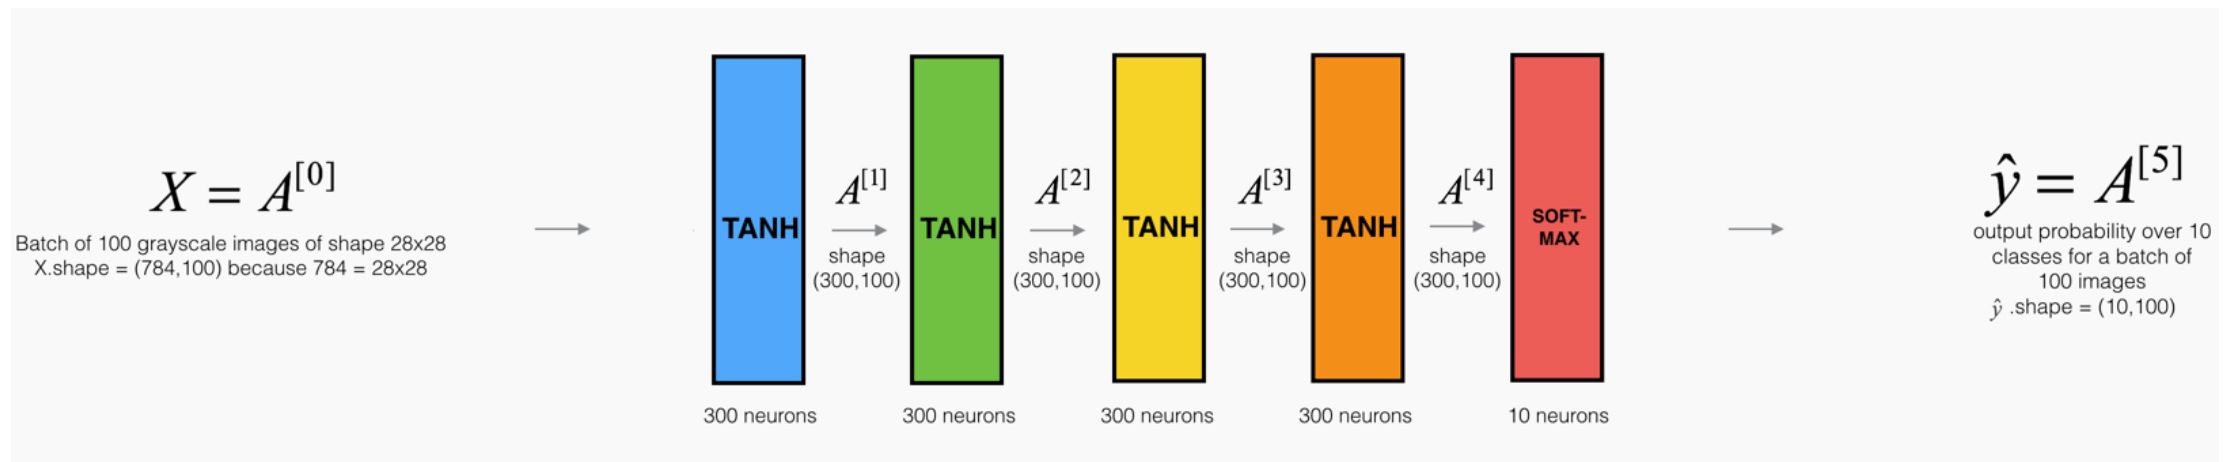 X = A^[0]
Batch of 100 grayscale images of shape 28x28
X.shape = (784,100) because 784 = 28x28
TANH
300 neurons
A^[1]
shape
(300,100)
TANH
300 neurons
A^[2]
shape
(300,100)
TANH
300 neurons
A^[3]
shape
(300,100)
TANH
300 neurons
A^[4]
shape
(300,100)
SOFT-
MAX
10 neurons
ŷ = A^[5]
output probability over 10
classes for a batch of
100 images
ŷ .shape = (10,100)